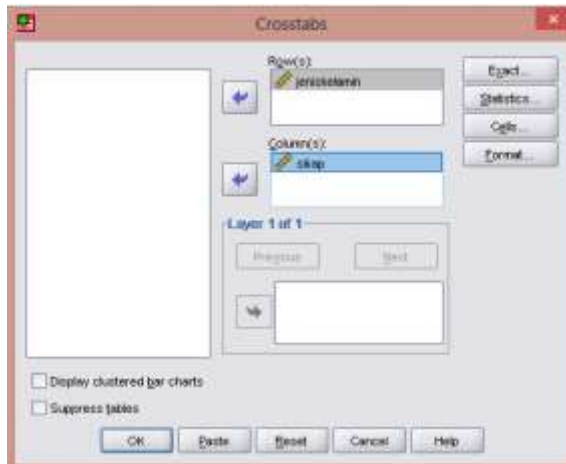 Crosstabs
Row(s):
jeniskelamin
Exact...
Statistics...
Cells...
Format...
Column(s):
sikap
Layer 1 of 1
Previous
Next
Display clustered bar charts
Suppress tables
OK
Paste
Reset
Cancel
Help